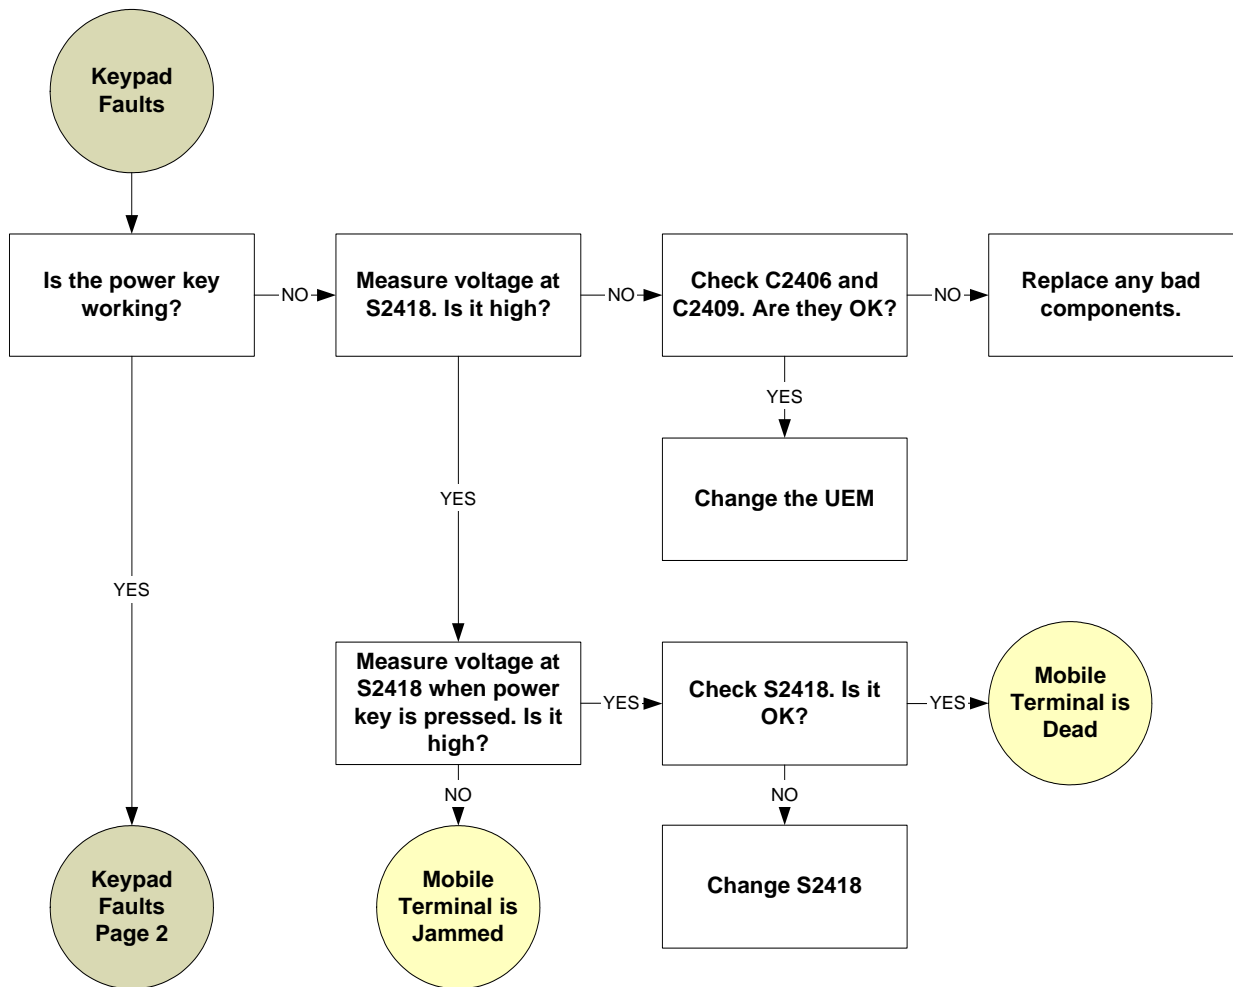 Keypad
Faults
Is the power key
working?
NO
Measure voltage at
S2418. Is it high?
NO
Check C2406 and
C2409. Are they OK?
NO
Replace any bad
components.
YES
Change the UEM
YES
YES
Measure voltage at
S2418 when power
key is pressed. Is it
high?
YES
Check S2418. Is it
OK?
YES
Mobile
Terminal is
Dead
NO
NO
Keypad
Faults
Page 2
Mobile
Terminal is
Jammed
Change S2418